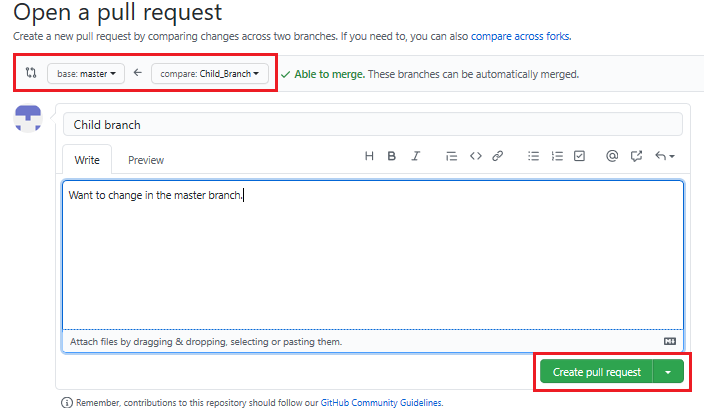 Open a pull request
Create a new pull request by comparing changes across two branches. If you need to, you can also compare across forks.
base: master ← compare: Child_Branch ✓ Able to merge. These branches can be automatically merged.
Child branch
Write Preview H B I
Want to change in the master branch.
Attach files by dragging & dropping, selecting or pasting them.
Create pull request
Remember, contributions to this repository should follow our GitHub Community Guidelines.